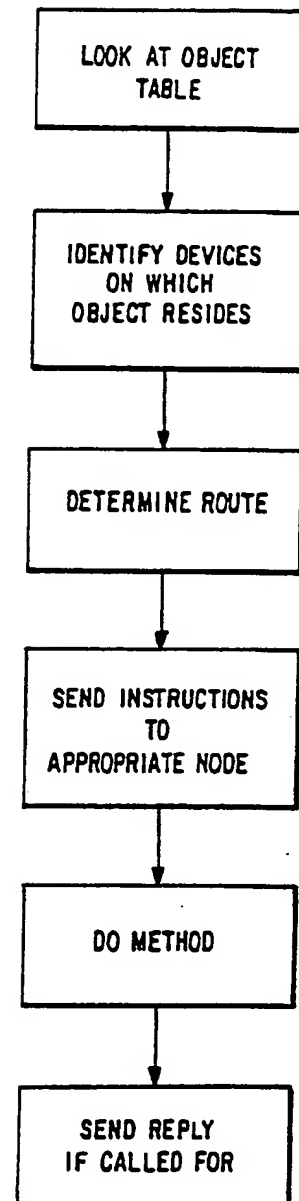 LOOK AT OBJECT
TABLE
IDENTIFY DEVICES
ON WHICH
OBJECT RESIDES
DETERMINE ROUTE
SEND INSTRUCTIONS
TO
APPROPRIATE NODE
DO METHOD
SEND REPLY
IF CALLED FOR